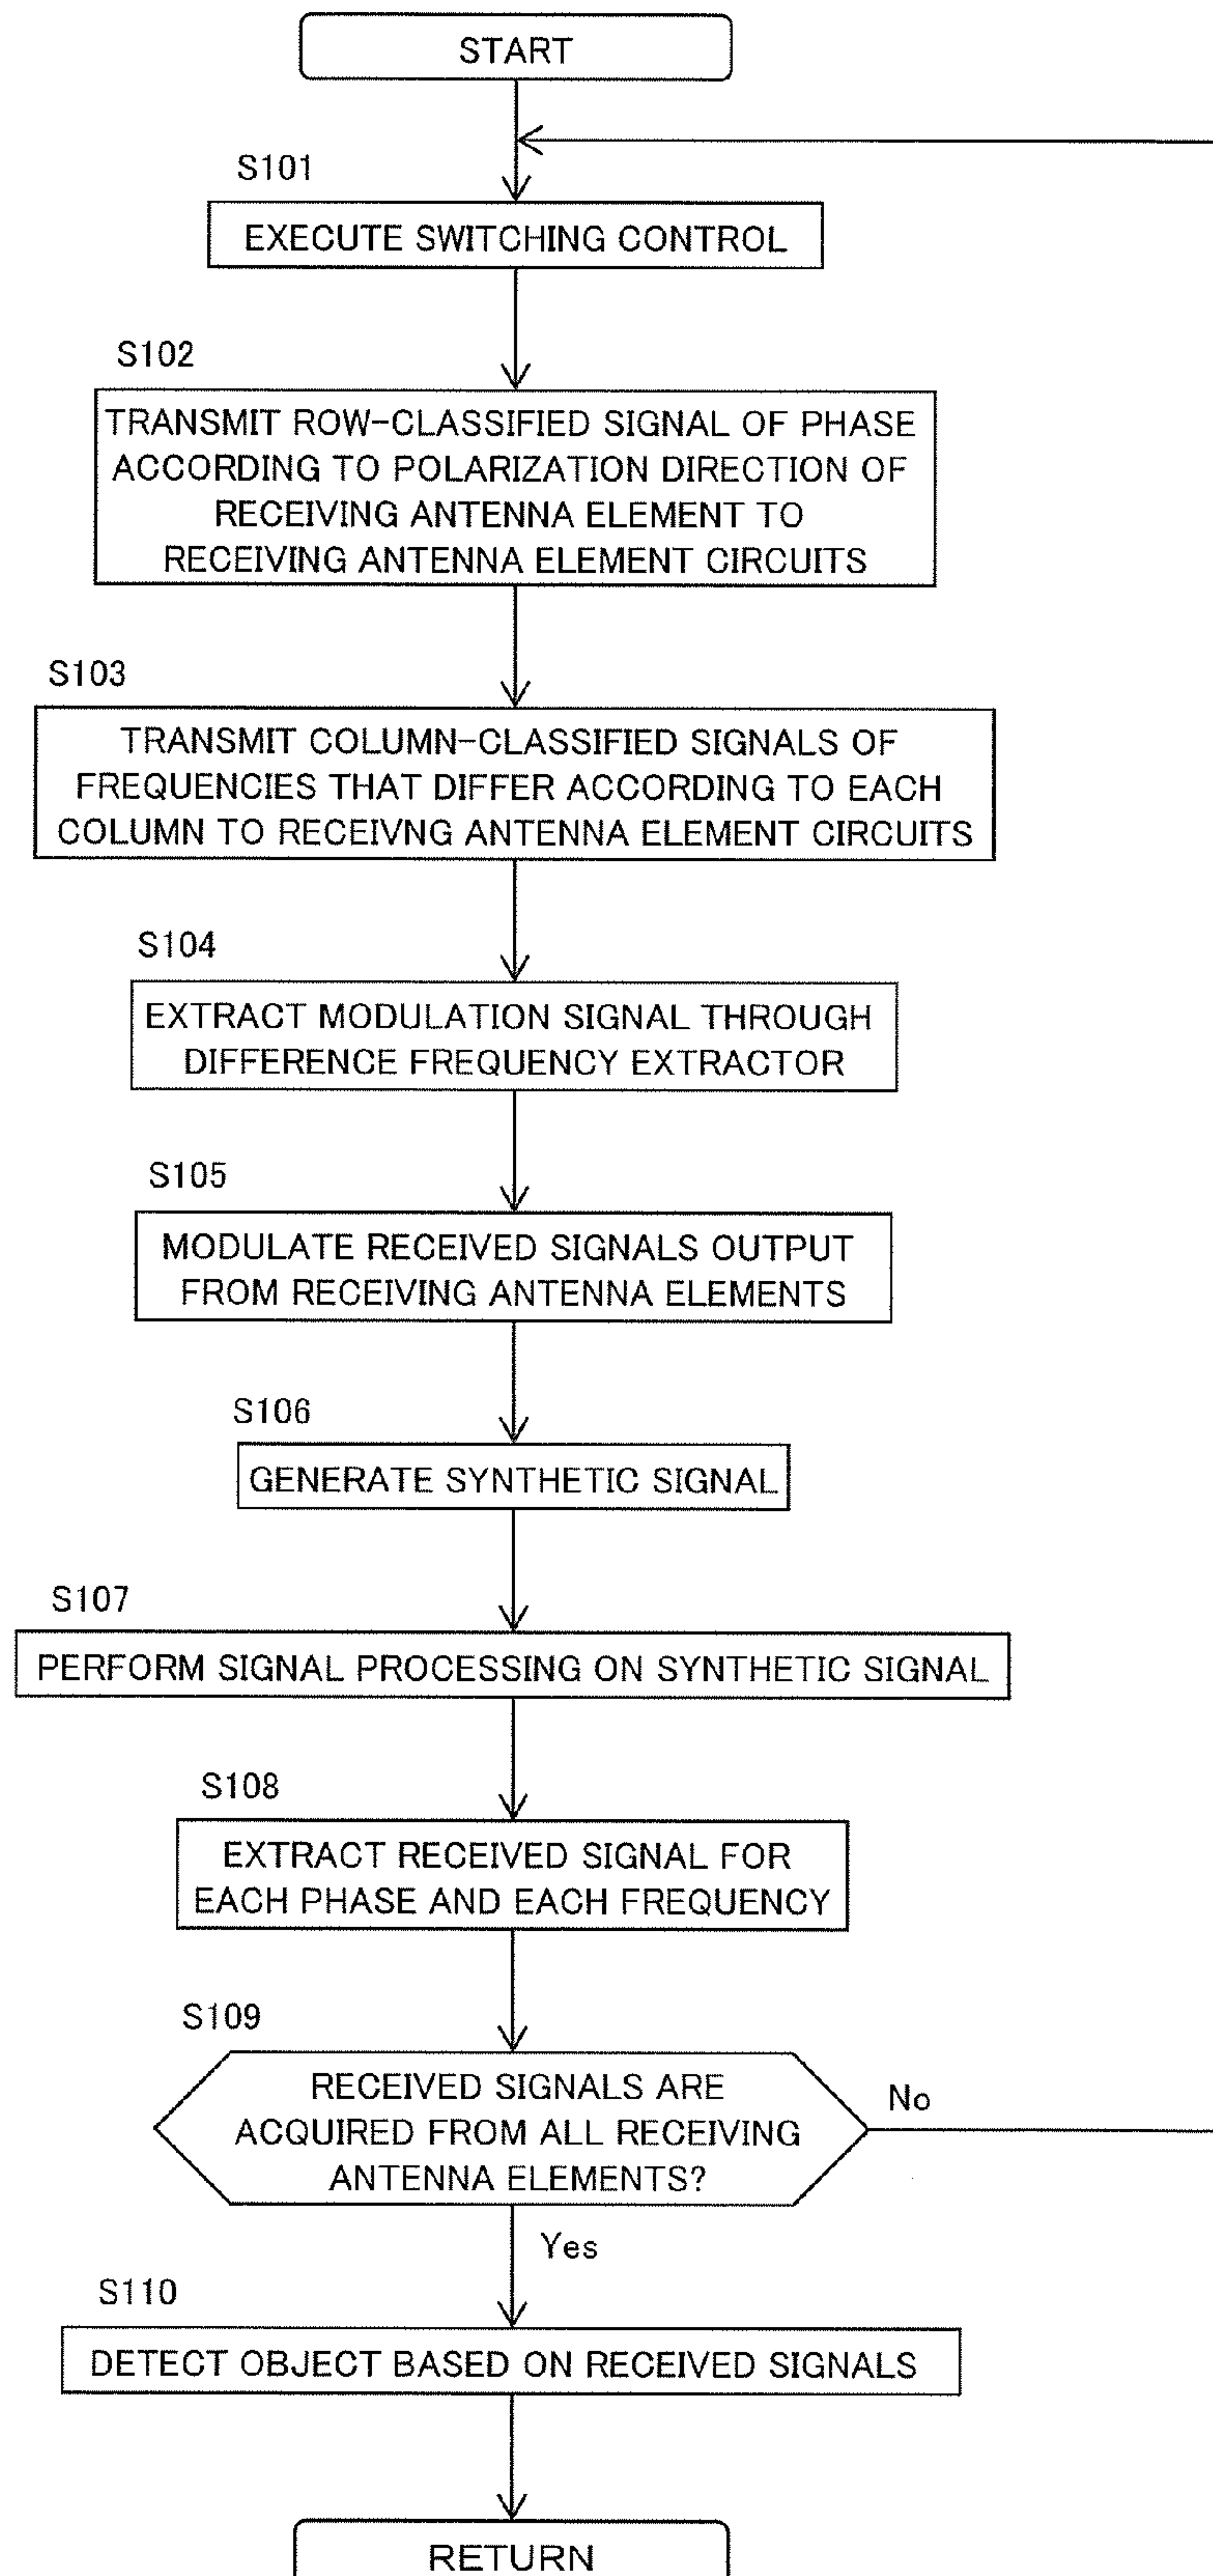 START
S101
EXECUTE SWITCHING CONTROL
S102
TRANSMIT ROW-CLASSIFIED SIGNAL OF PHASE
ACCORDING TO POLARIZATION DIRECTION OF
RECEIVING ANTENNA ELEMENT TO
RECEIVING ANTENNA ELEMENT CIRCUITS
S103
TRANSMIT COLUMN-CLASSIFIED SIGNALS OF
FREQUENCIES THAT DIFFER ACCORDING TO EACH
COLUMN TO RECEIVNG ANTENNA ELEMENT CIRCUITS
S104
EXTRACT MODULATION SIGNAL THROUGH
DIFFERENCE FREQUENCY EXTRACTOR
S105
MODULATE RECEIVED SIGNALS OUTPUT
FROM RECEIVING ANTENNA ELEMENTS
S106
GENERATE SYNTHETIC SIGNAL
S107
PERFORM SIGNAL PROCESSING ON SYNTHETIC SIGNAL
S108
EXTRACT RECEIVED SIGNAL FOR
EACH PHASE AND EACH FREQUENCY
S109
RECEIVED SIGNALS ARE
ACQUIRED FROM ALL RECEIVING
ANTENNA ELEMENTS?
No
Yes
S110
DETECT OBJECT BASED ON RECEIVED SIGNALS
RETURN